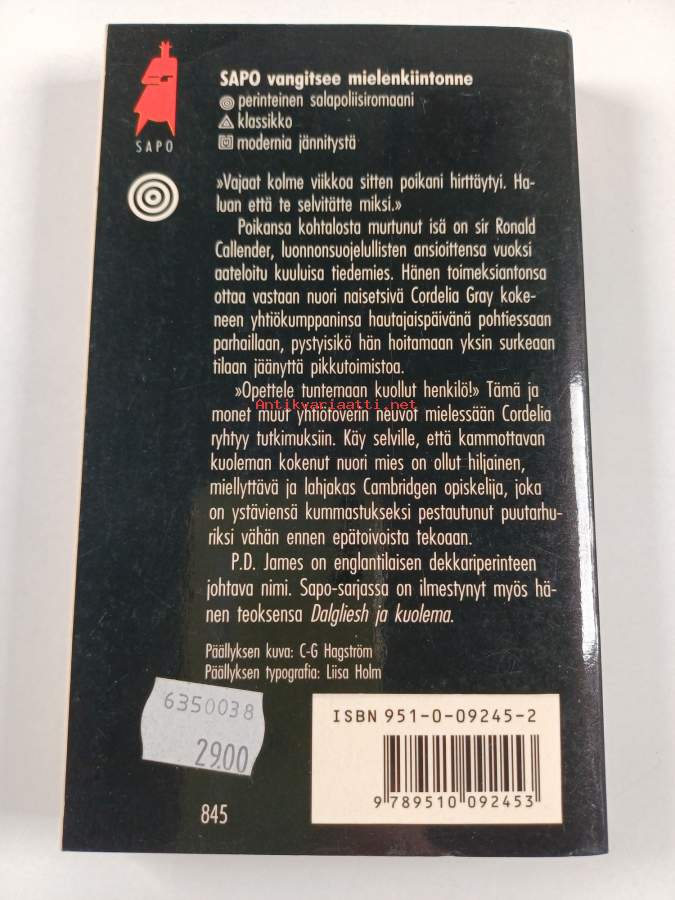 SAPO vangitsee mielenkiintonne
perinteinen salapoliisiromaani
klassikko
modernia jännitystä
SAPO
»Vajaat kolme viikkoa sitten poikani hirttäytyi. Ha-
luan että te selvitätte miksi.»
Poikansa kohtalosta murtunut isä on sir Ronald
Callender, luonnonsuojelullisten ansioittensa vuoksi
aateloitu kuuluisa tiedemies. Hänen toimeksiantonsa
ottaa vastaan nuori naisetsivä Cordelia Gray koke-
neen yhtiökumppaninsa hautajaispäivänä pohtiessaan
parhaillaan, pystyisikö hän hoitamaan yksin surkeaan
tilaan jäänyttä pikkutoimistoa.
»Opettele tuntemaan kuollut henkilö!» Tämä ja
Antikvariaatti.net
monet muut yhtiötoverin neuvot mielessään Cordelia
ryhtyy tutkimuksiin. Käy selville, että kammottavan
kuoleman kokenut nuori mies on ollut hiljainen,
miellyttävä ja lahjakas Cambridgen opiskelija, joka
on ystäviensä kummastukseksi pestautunut puutarhu-
riksi vähän ennen epätoivoista tekoaan.
P.D. James on englantilaisen dekkariperinteen
johtava nimi. Sapo-sarjassa on ilmestynyt myös hä-
nen teoksensa Dalgliesh ja kuolema.
Päällyksen kuva: C-G Hagström
Päällyksen typografia: Liisa Holm
6350038
29.00
ISBN 951-0-09245-2
9 789510 092453
845